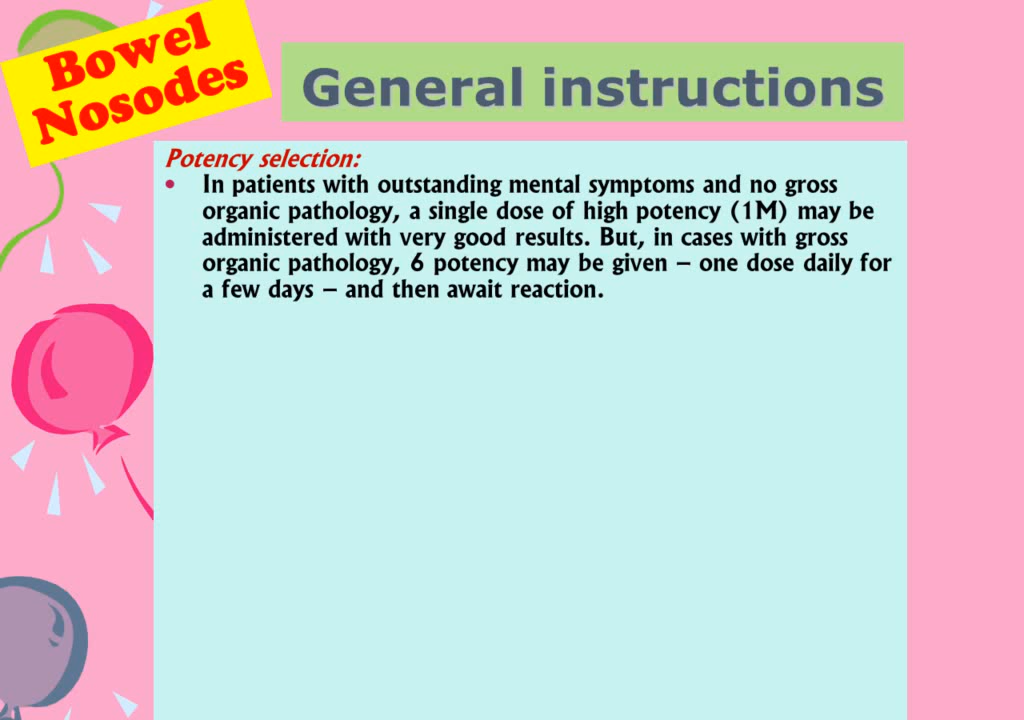 Bowel
Nosodes
General instructions
Potency selection:
• In patients with outstanding mental symptoms and no gross
organic pathology, a single dose of high potency (1M) may be
administered with very good results. But, in cases with gross
organic pathology, 6 potency may be given – one dose daily for
a few days – and then await reaction.